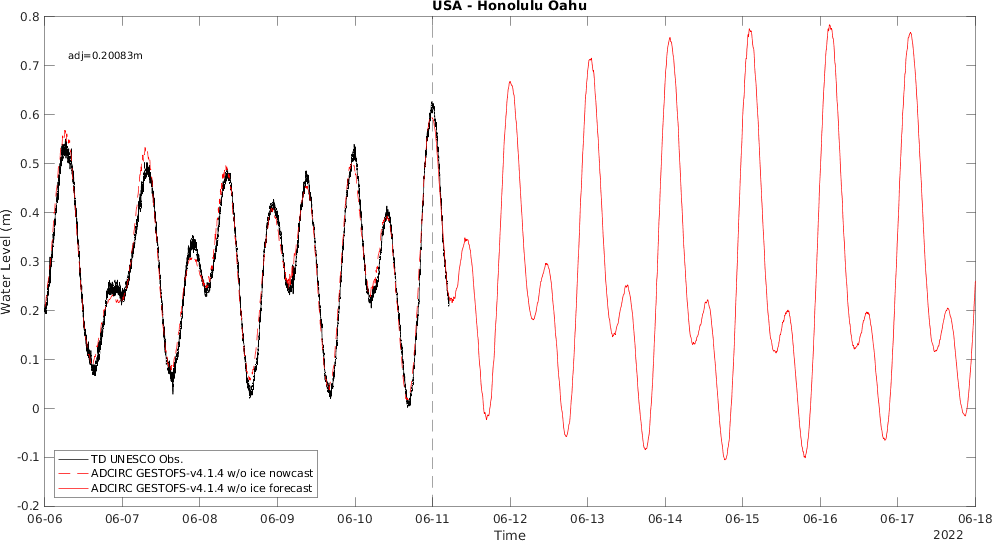 USA - Honolulu Oahu
adj=0.20083m
0.8
0.7
0.6
0.5
0.4
0.3
0.2
0.1
0
-0.1
-0.2
Water Level (m)
TD UNESCO Obs.
ADCIRC GESTOFS-v4.1.4 w/o ice nowcast
ADCIRC GESTOFS-v4.1.4 w/o ice forecast
06-06 06-07 06-08 06-09 06-10 06-11 06-12 06-13 06-14 06-15 06-16 06-17 06-18
Time
2022